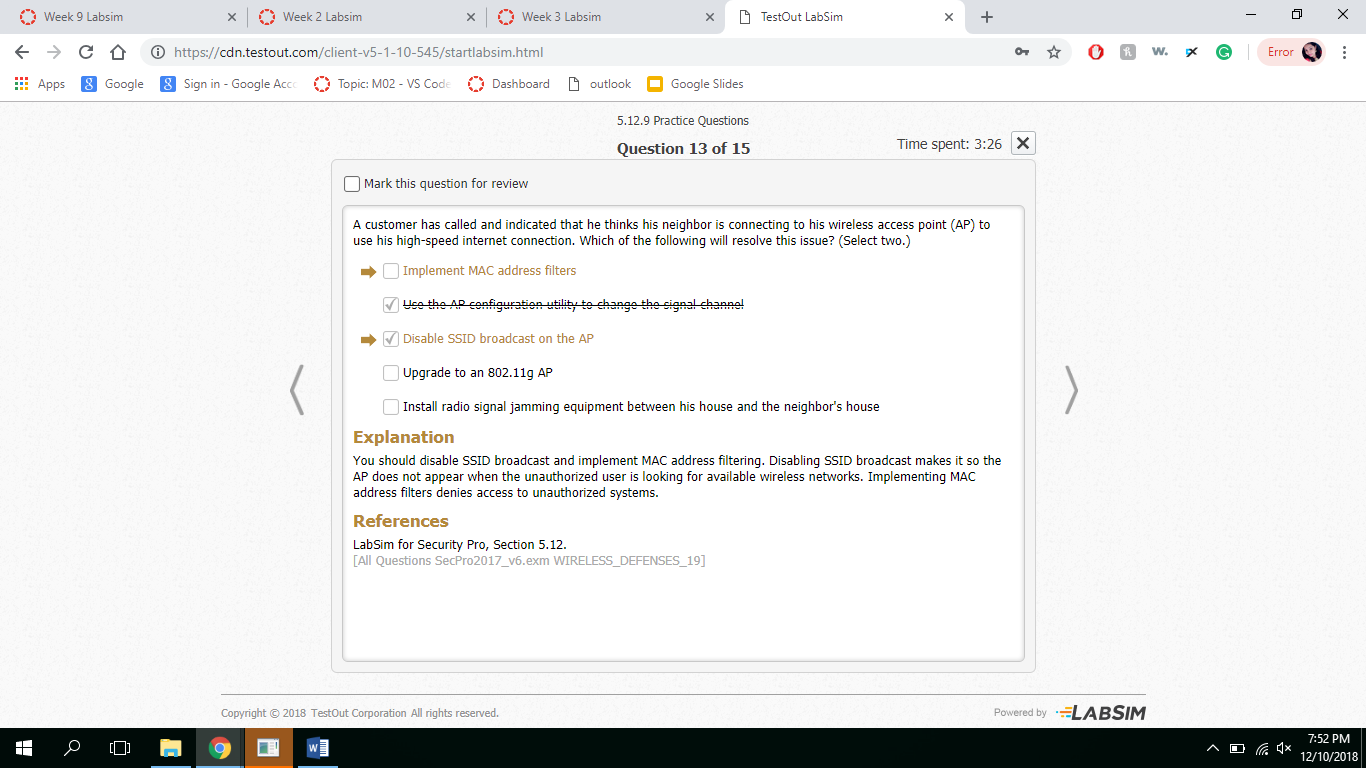 Week 9 Labsim
Week 2 Labsim
Week 3 Labsim
TestOut LabSim
https://cdn.testout.com/client-v5-1-10-545/startlabsim.html
Error
Apps
Google
Sign in - Google Acco
Topic: M02 - VS Code
Dashboard
outlook
Google Slides
5.12.9 Practice Questions
Question 13 of 15
Time spent: 3:26
Mark this question for review
A customer has called and indicated that he thinks his neighbor is connecting to his wireless access point (AP) to
use his high-speed internet connection. Which of the following will resolve this issue? (Select two.)
Implement MAC address filters
Use the AP configuration utility to change the signal channel
Disable SSID broadcast on the AP
Upgrade to an 802.11g AP
Install radio signal jamming equipment between his house and the neighbor's house
Explanation
You should disable SSID broadcast and implement MAC address filtering. Disabling SSID broadcast makes it so the
AP does not appear when the unauthorized user is looking for available wireless networks. Implementing MAC
address filters denies access to unauthorized systems.
References
LabSim for Security Pro, Section 5.12.
[All Questions SecPro2017_v6.exm WIRELESS_DEFENSES_19]
Copyright © 2018 TestOut Corporation All rights reserved.
Powered by LABSIM
7:52 PM
12/10/2018